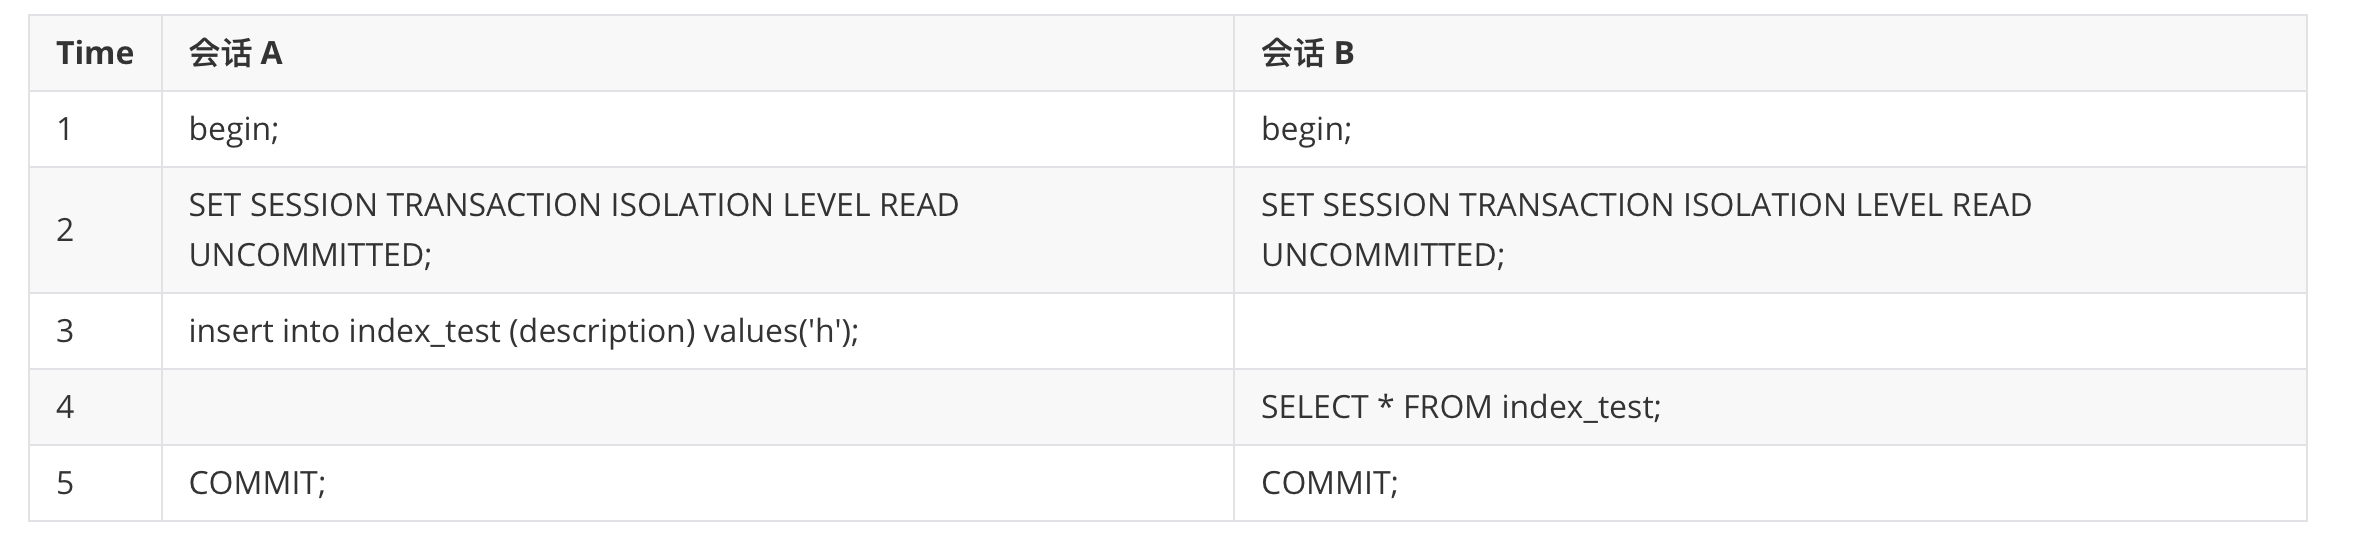 Time 会话 A 会话 B
1 begin; begin;
2 SET SESSION TRANSACTION ISOLATION LEVEL READ SET SESSION TRANSACTION ISOLATION LEVEL READ
UNCOMMITTED; UNCOMMITTED;
3 insert into index_test (description) values('h');
4 SELECT * FROM index_test;
5 COMMIT; COMMIT;